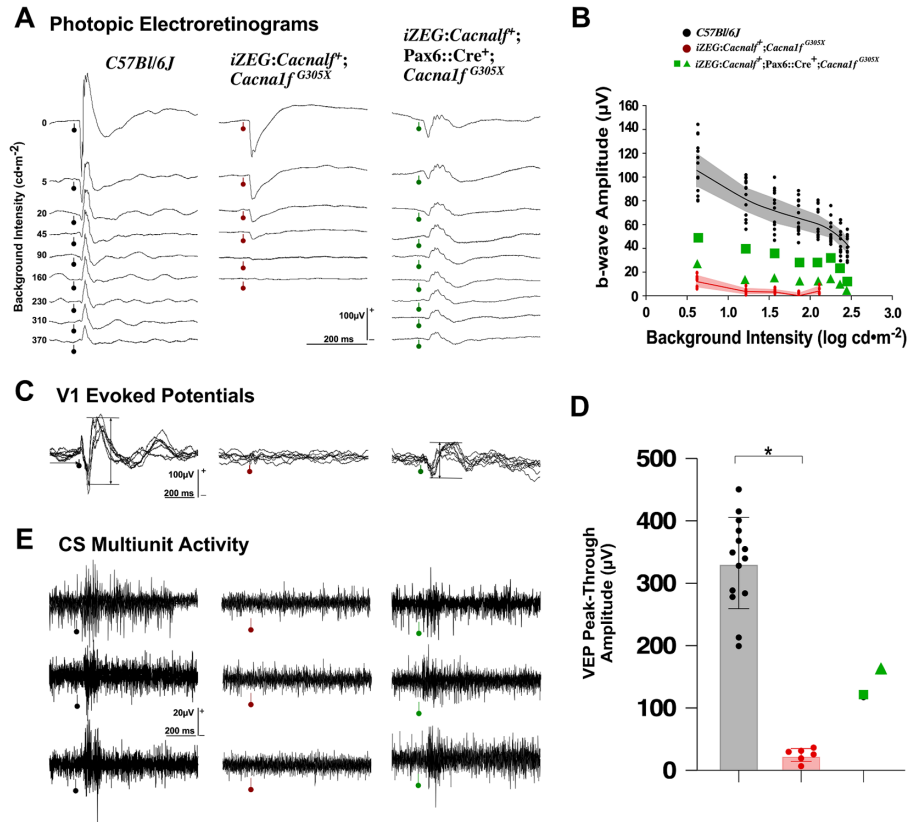 A Photopic Electroretinograms
C57Bl/6J
iZEG:Cacnalf+;
Cacna1f G305X
iZEG:Cacnalf+;
Pax6::Cre+;
Cacna1f G305X
Background Intensity (cd•m-2)
0
5
20
45
90
160
230
310
370
100µV
+
–
200 ms
B
C57Bl/6J
iZEG:Cacnalf+;Cacna1f G305X
iZEG:Cacnalf+;Pax6::Cre+;Cacna1f G305X
b-wave Amplitude (µV)
160
140
120
100
80
60
40
20
0
0.0 0.5 1.0 1.5 2.0 2.5 3.0
Background Intensity (log cd•m-2)
C V1 Evoked Potentials
100µV
+
–
200 ms
D
VEP Peak-Through
Amplitude (µV)
500
400
300
200
100
0
*
E CS Multiunit Activity
20µV
+
–
200 ms